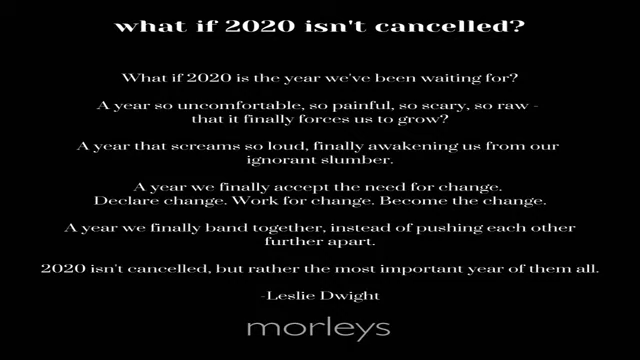 what if 2020 isn't cancelled?
What if 2020 is the year we've been waiting for?
A year so uncomfortable, so painful, so scary, so raw -
that it finally forces us to grow?
A year that screams so loud, finally awakening us from our
ignorant slumber.
A year we finally accept the need for change.
Declare change. Work for change. Become the change.
A year we finally band together, instead of pushing each other
further apart.
2020 isn't cancelled, but rather the most important year of them all.
-Leslie Dwight
morleys